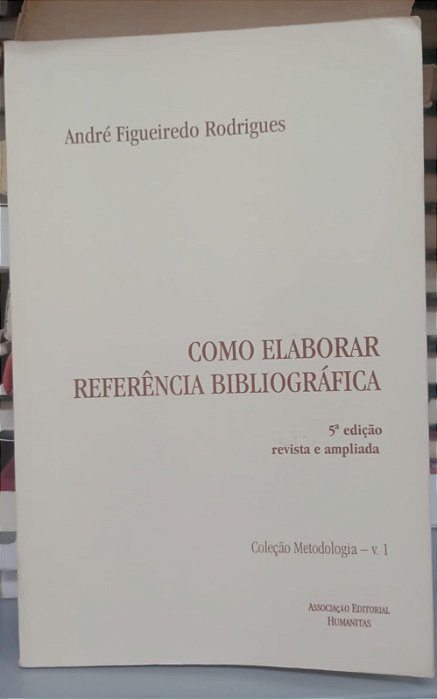 André Figueiredo Rodrigues
COMO ELABORAR
REFERÊNCIA BIBLIOGRÁFICA
5ª edição
revista e ampliada
Coleção Metodologia – v. 1
ASSOCIAÇÃO EDITORIAL
HUMANITAS